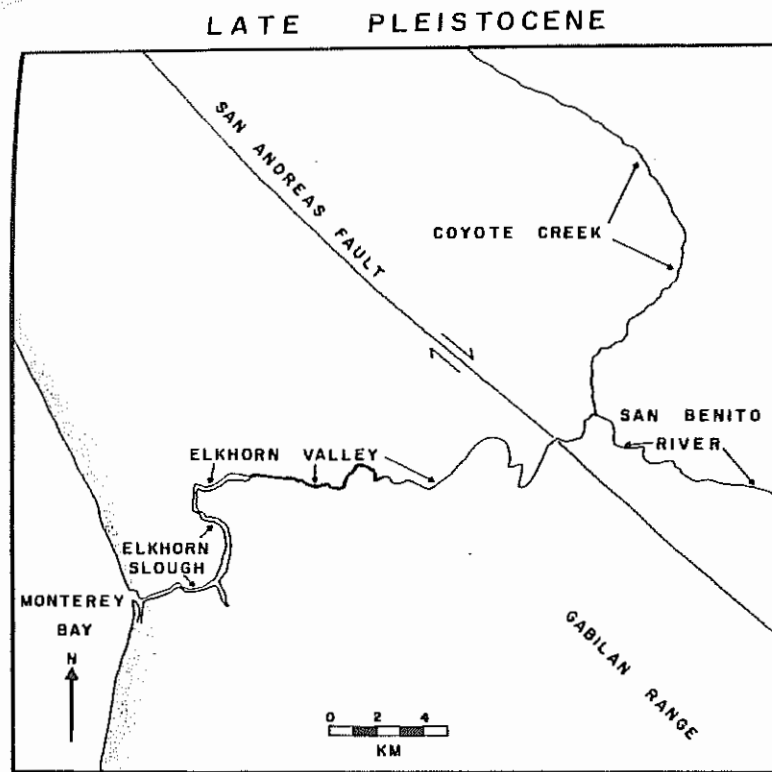 LATE PLEISTOCENE
SAN ANDREAS FAULT
COYOTE CREEK
SAN BENITO
RIVER
ELKHORN VALLEY
ELKHORN
SLOUGH
MONTEREY
BAY
N
GABILAN RANGE
0 2 4
KM